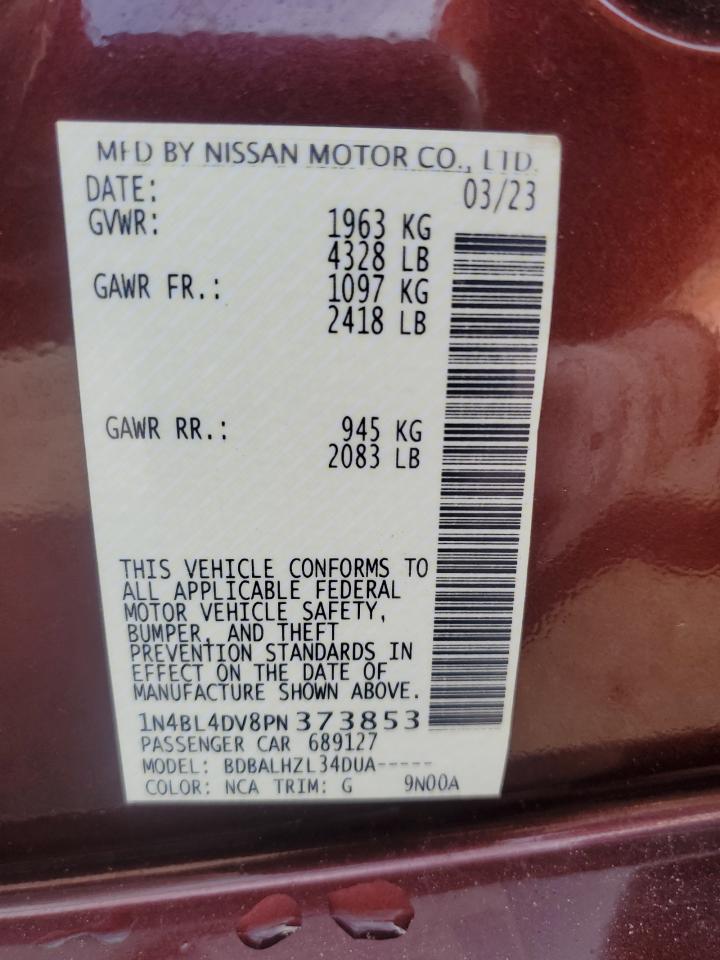 MFD BY NISSAN MOTOR CO., LTD.
DATE: 03/23
GVWR: 1963 KG
4328 LB
GAWR FR.: 1097 KG
2418 LB
GAWR RR.: 945 KG
2083 LB
THIS VEHICLE CONFORMS TO
ALL APPLICABLE FEDERAL
MOTOR VEHICLE SAFETY,
BUMPER, AND THEFT
PREVENTION STANDARDS IN
EFFECT ON THE DATE OF
MANUFACTURE SHOWN ABOVE.
1N4BL4DV8PN 373853
PASSENGER CAR 689127
MODEL: BDBALHZL34DUA-----
COLOR: NCA TRIM: G 9N00A